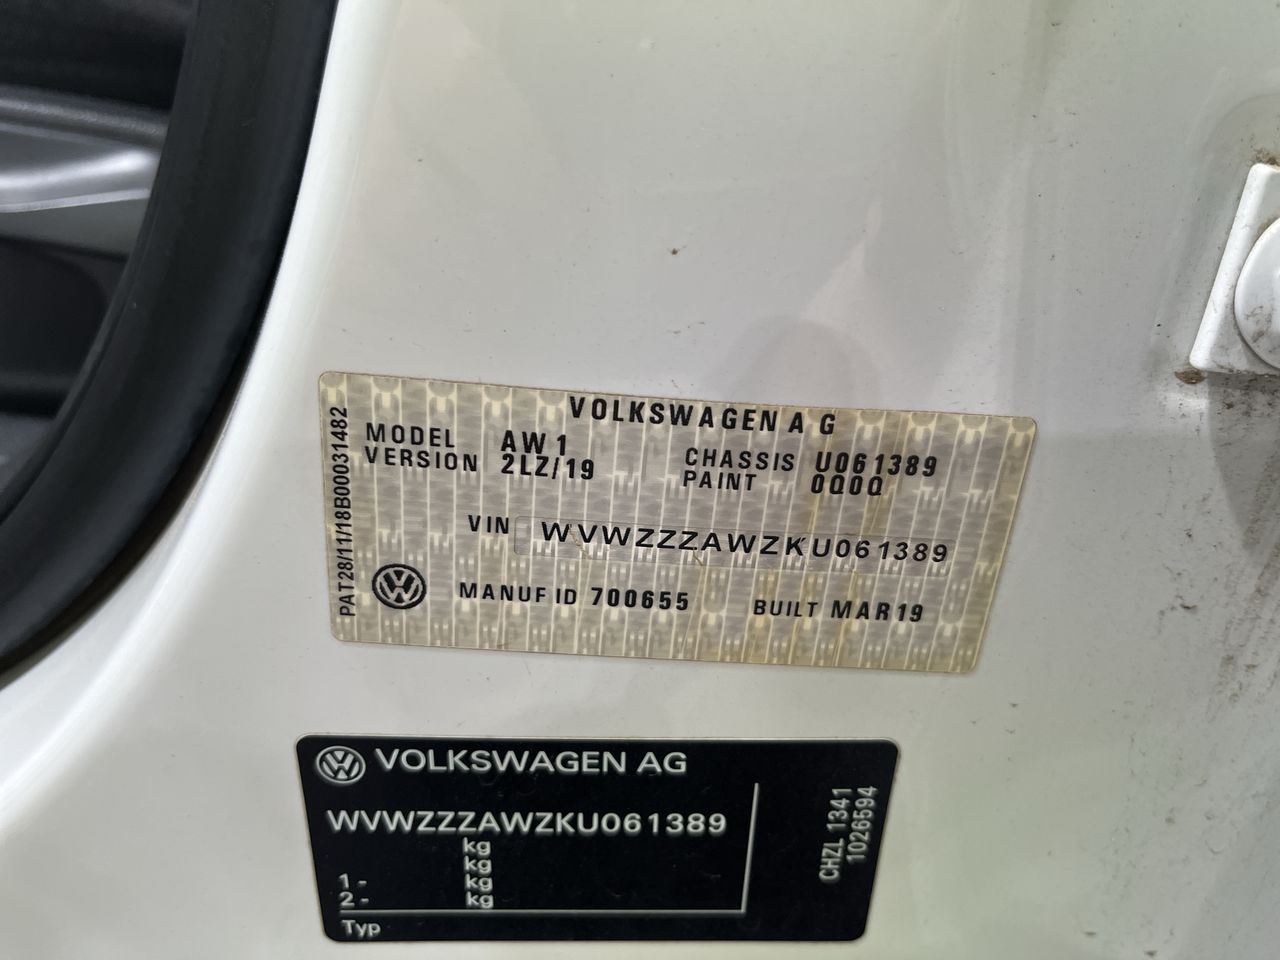 VOLKSWAGEN AG
MODEL AW1 CHASSIS U061389
VERSION 2LZ/19 PAINT 0Q0Q
VIN WVWZZZAWZKU061389
MANUF ID 700655 BUILT MAR19
PAT28/11/18B00031482
VOLKSWAGEN AG
WVWZZZAWZKU061389
kg
kg
1- kg
2- kg
Typ
CHZL 1341
1026594